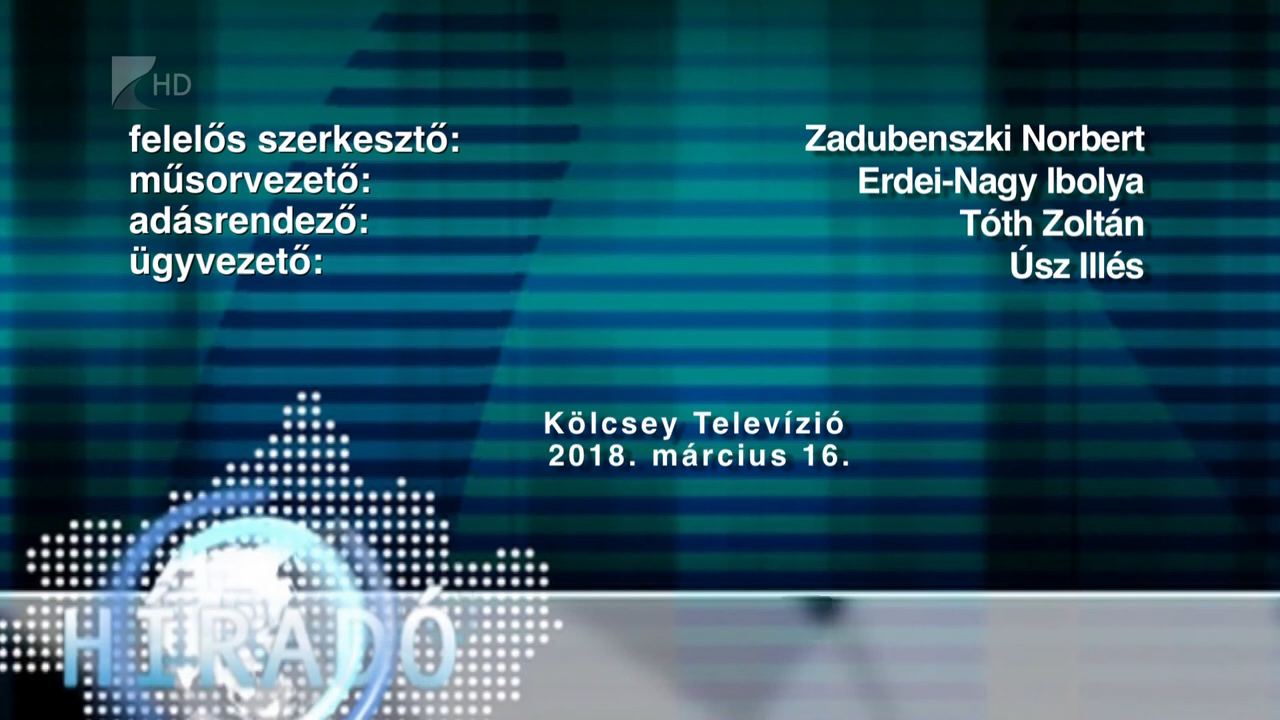 HD
felelős szerkesztő: Zadubenszki Norbert
műsorvezető: Erdei-Nagy Ibolya
adásrendező: Tóth Zoltán
ügyvezető: Úsz Illés
Kölcsey Televízió
2018. március 16.
HÍRADÓ